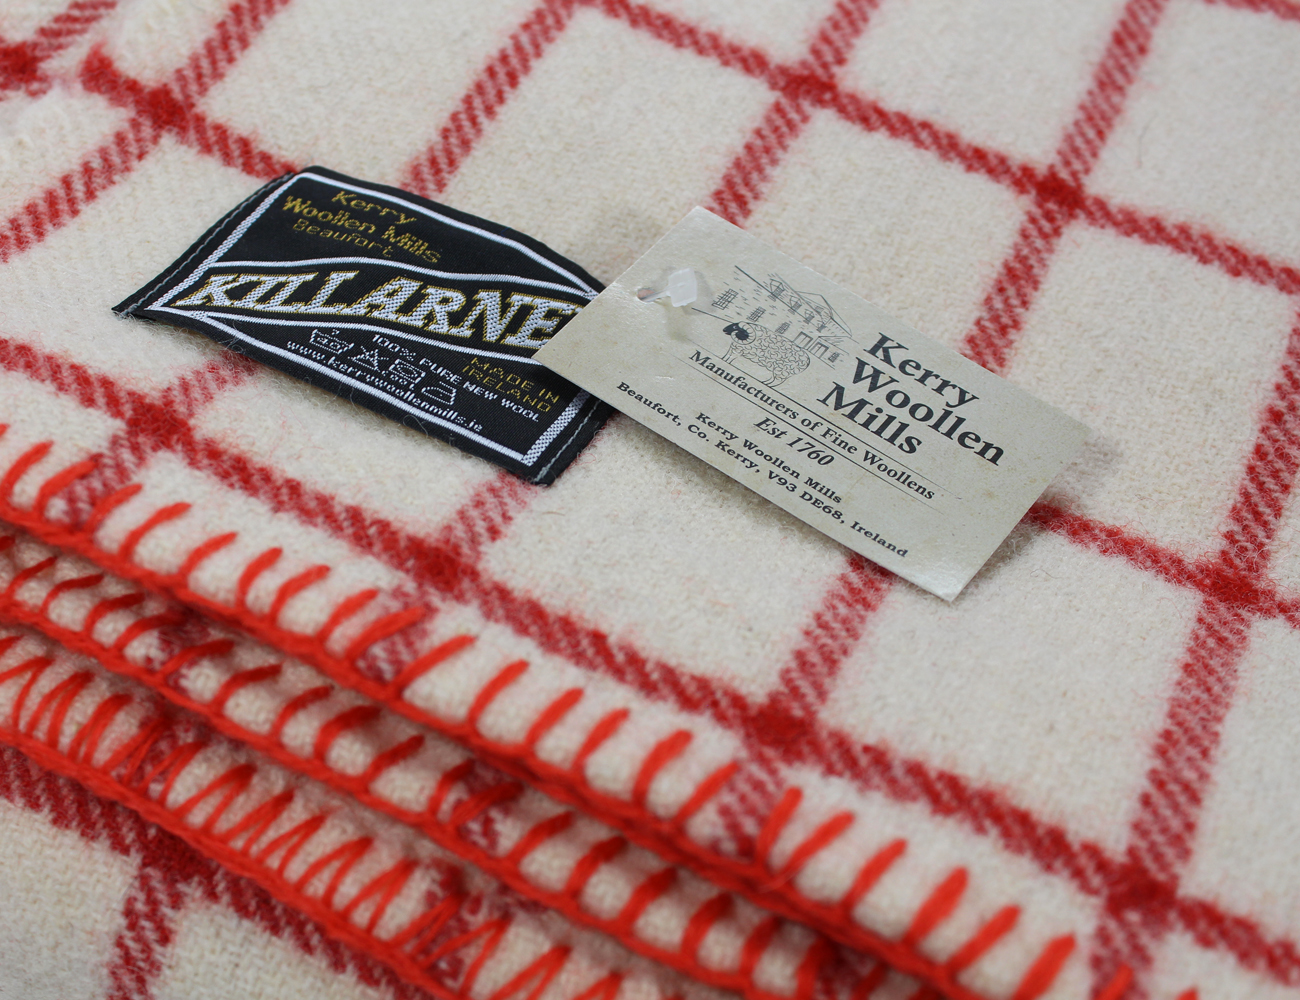 Kerry
Woollen Mills
Beaufort
KILLARNE
MADE IN
IRELAND
100% PURE NEW WOOL
www.kerrywoollenmills.ie
Kerry
Woollen
Mills
Manufacturers of Fine Woollens
Est 1760
Kerry Woollen Mills
Beaufort, Co. Kerry, V93 DE68, Ireland